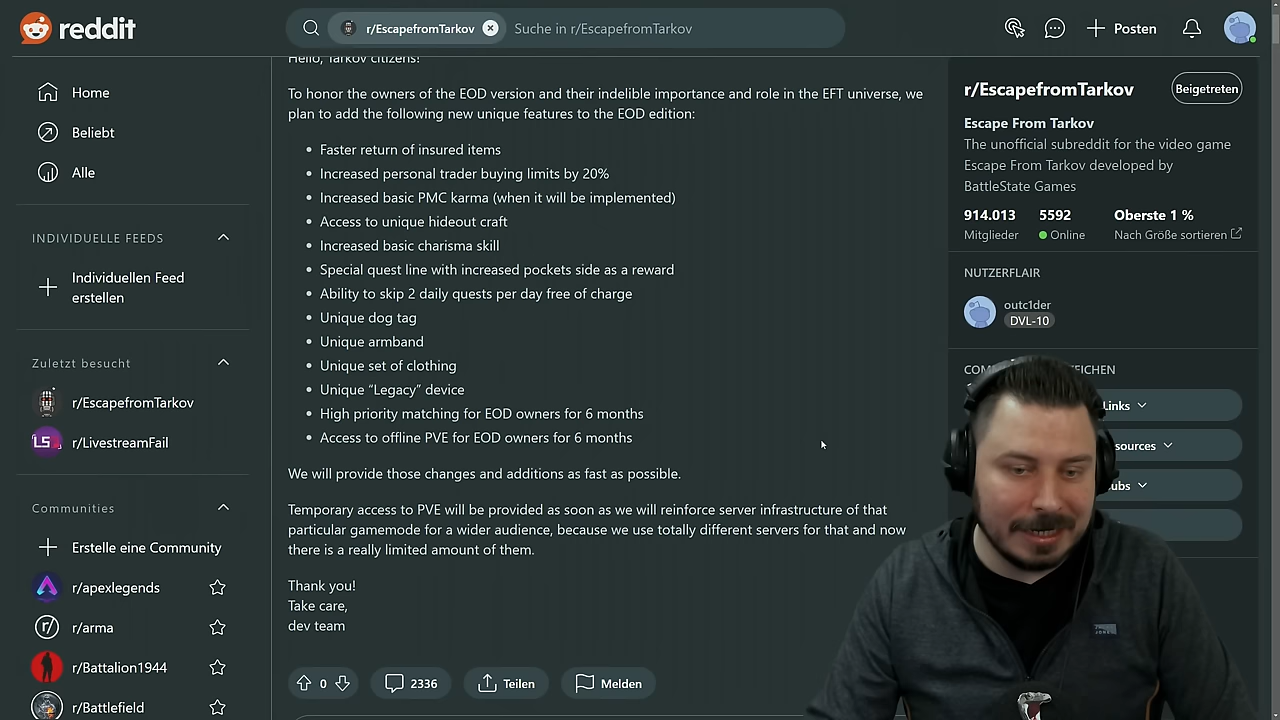 reddit
r/EscapefromTarkov
Suche in r/EscapefromTarkov
Posten
Home
Beliebt
Alle
INDIVIDUELLE FEEDS
Individuellen Feed
erstellen
Zuletzt besucht
r/EscapefromTarkov
r/LivestreamFail
Communities
Erstelle eine Community
r/apexlegends
r/arma
r/Battalion1944
r/Battlefield
Hello, Tarkov citizens!
To honor the owners of the EOD version and their indelible importance and role in the EFT universe, we
plan to add the following new unique features to the EOD edition:
Faster return of insured items
Increased personal trader buying limits by 20%
Increased basic PMC karma (when it will be implemented)
Access to unique hideout craft
Increased basic charisma skill
Special quest line with increased pockets side as a reward
Ability to skip 2 daily quests per day free of charge
Unique dog tag
Unique armband
Unique set of clothing
Unique “Legacy” device
High priority matching for EOD owners for 6 months
Access to offline PVE for EOD owners for 6 months
We will provide those changes and additions as fast as possible.
Temporary access to PVE will be provided as soon as we will reinforce server infrastructure of that
particular gamemode for a wider audience, because we use totally different servers for that and now
there is a really limited amount of them.
Thank you!
Take care,
dev team
0
2336
Teilen
Melden
r/EscapefromTarkov
Beigetreten
Escape From Tarkov
The unofficial subreddit for the video game
Escape From Tarkov developed by
BattleState Games
914.013 5592 Oberste 1 %
Mitglieder Online Nach Größe sortieren
NUTZERFLAIR
outc1der
DVL-10
Links